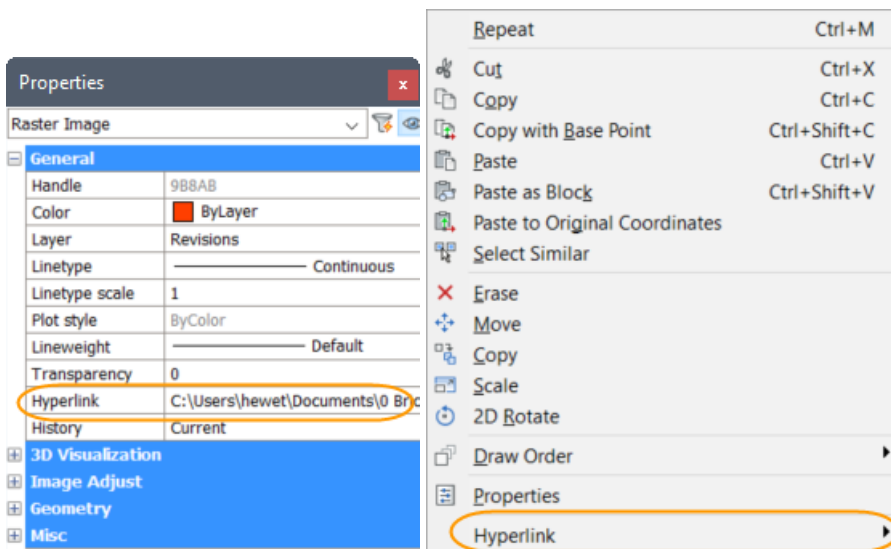 Properties
x
Raster Image
General
Handle 9B8AB
Color ByLayer
Layer Revisions
Linetype Continuous
Linetype scale 1
Plot style ByColor
Lineweight Default
Transparency 0
Hyperlink C:\Users\hewet\Documents\0 Bric
History Current
3D Visualization
Image Adjust
Geometry
Misc
Repeat Ctrl+M
Cut Ctrl+X
Copy Ctrl+C
Copy with Base Point Ctrl+Shift+C
Paste Ctrl+V
Paste as Block Ctrl+Shift+V
Paste to Original Coordinates
Select Similar
Erase
Move
Copy
Scale
2D Rotate
Draw Order
Properties
Hyperlink